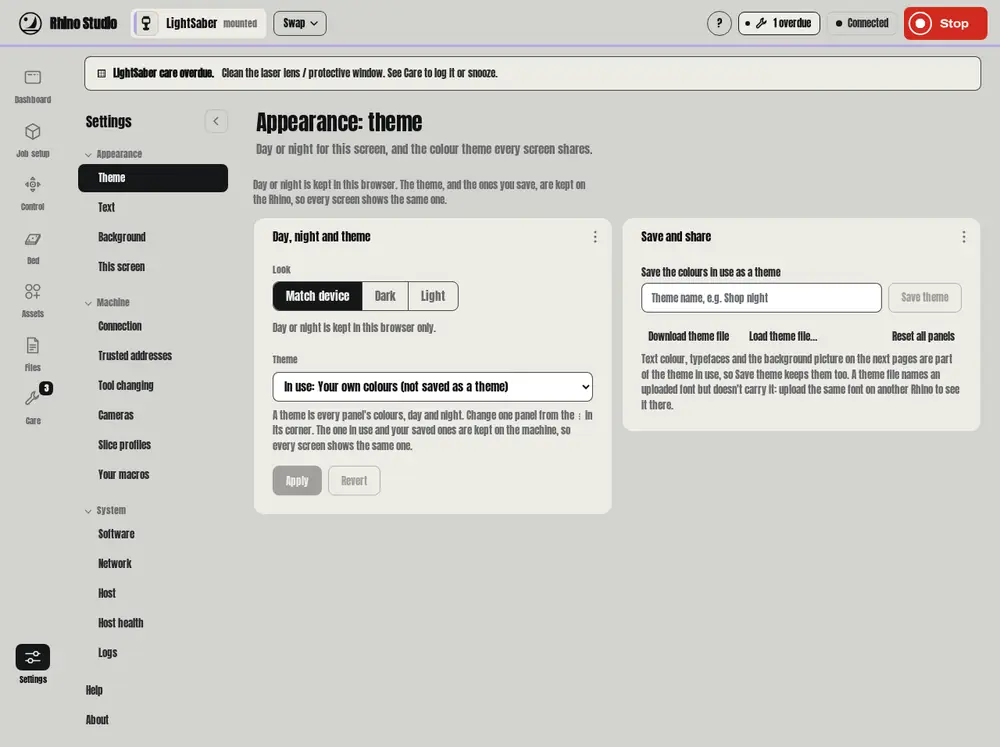 Rhino Studio
LightSaber mounted
Swap
?
1 overdue
Connected
Stop
LightSaber care overdue. Clean the laser lens / protective window. See Care to log it or snooze.
Dashboard
Job setup
Control
Bed
Assets
Files
3
Care
Settings
Settings
Appearance
Theme
Text
Background
This screen
Machine
Connection
Trusted addresses
Tool changing
Cameras
Slice profiles
Your macros
System
Software
Network
Host
Host health
Logs
Help
About
Appearance: theme
Day or night for this screen, and the colour theme every screen shares.
Day or night is kept in this browser. The theme, and the ones you save, are kept on
the Rhino, so every screen shows the same one.
Day, night and theme
Look
Match device Dark Light
Day or night is kept in this browser only.
Theme
In use: Your own colours (not saved as a theme)
A theme is every panel's colours, day and night. Change one panel from the ⋮ in
its corner. The one in use and your saved ones are kept on the machine, so
every screen shows the same one.
Apply Revert
Save and share
Save the colours in use as a theme
Theme name, e.g. Shop night Save theme
Download theme file Load theme file... Reset all panels
Text colour, typefaces and the background picture on the next pages are part
of the theme in use, so Save theme keeps them too. A theme file names an
uploaded font but doesn't carry it: upload the same font on another Rhino to see
it there.